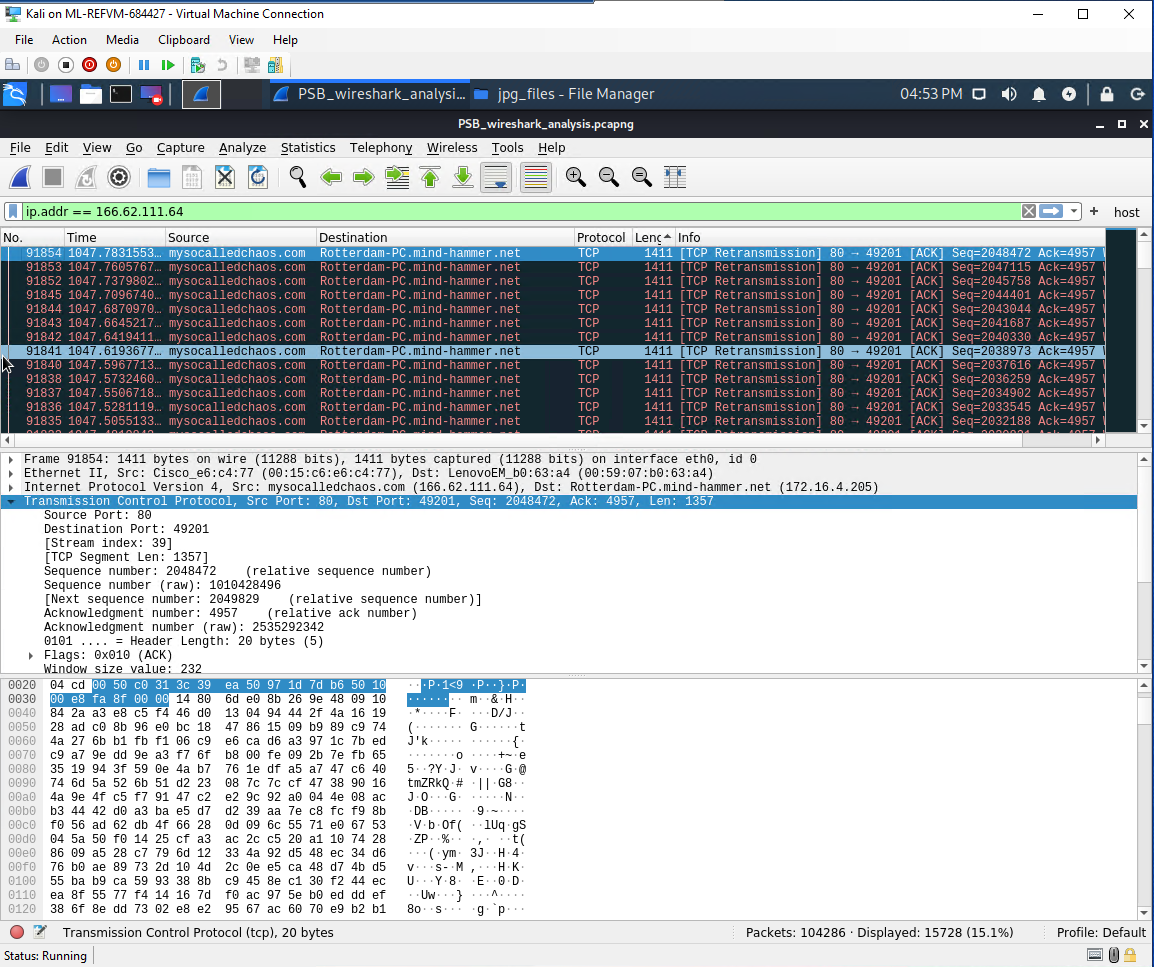 Kali on ML-REFVM-684427 - Virtual Machine Connection
File Action Media Clipboard View Help
PSB_wireshark_analysi... jpg_files - File Manager 04:53 PM
PSB_wireshark_analysis.pcapng
File Edit View Go Capture Analyze Statistics Telephony Wireless Tools Help
ip.addr == 166.62.111.64 + host
No. Time Source Destination Protocol Leng Info
91854 1047.7831553… mysocalledchaos.com Rotterdam-PC.mind-hammer.net TCP 1411 [TCP Retransmission] 80 → 49201 [ACK] Seq=2048472 Ack=4957 W
91853 1047.7605767… mysocalledchaos.com Rotterdam-PC.mind-hammer.net TCP 1411 [TCP Retransmission] 80 → 49201 [ACK] Seq=2047115 Ack=4957 W
91852 1047.7379802… mysocalledchaos.com Rotterdam-PC.mind-hammer.net TCP 1411 [TCP Retransmission] 80 → 49201 [ACK] Seq=2045758 Ack=4957 W
91845 1047.7096740… mysocalledchaos.com Rotterdam-PC.mind-hammer.net TCP 1411 [TCP Retransmission] 80 → 49201 [ACK] Seq=2044401 Ack=4957 W
91844 1047.6870970… mysocalledchaos.com Rotterdam-PC.mind-hammer.net TCP 1411 [TCP Retransmission] 80 → 49201 [ACK] Seq=2043044 Ack=4957 W
91843 1047.6645217… mysocalledchaos.com Rotterdam-PC.mind-hammer.net TCP 1411 [TCP Retransmission] 80 → 49201 [ACK] Seq=2041687 Ack=4957 W
91842 1047.6419411… mysocalledchaos.com Rotterdam-PC.mind-hammer.net TCP 1411 [TCP Retransmission] 80 → 49201 [ACK] Seq=2040330 Ack=4957 W
91841 1047.6193677… mysocalledchaos.com Rotterdam-PC.mind-hammer.net TCP 1411 [TCP Retransmission] 80 → 49201 [ACK] Seq=2038973 Ack=4957 W
91840 1047.5967713… mysocalledchaos.com Rotterdam-PC.mind-hammer.net TCP 1411 [TCP Retransmission] 80 → 49201 [ACK] Seq=2037616 Ack=4957 W
91838 1047.5732460… mysocalledchaos.com Rotterdam-PC.mind-hammer.net TCP 1411 [TCP Retransmission] 80 → 49201 [ACK] Seq=2036259 Ack=4957 W
91837 1047.5506718… mysocalledchaos.com Rotterdam-PC.mind-hammer.net TCP 1411 [TCP Retransmission] 80 → 49201 [ACK] Seq=2034902 Ack=4957 W
91836 1047.5281119… mysocalledchaos.com Rotterdam-PC.mind-hammer.net TCP 1411 [TCP Retransmission] 80 → 49201 [ACK] Seq=2033545 Ack=4957 W
91835 1047.5055133… mysocalledchaos.com Rotterdam-PC.mind-hammer.net TCP 1411 [TCP Retransmission] 80 → 49201 [ACK] Seq=2032188 Ack=4957 W
Frame 91854: 1411 bytes on wire (11288 bits), 1411 bytes captured (11288 bits) on interface eth0, id 0
Ethernet II, Src: Cisco_e6:c4:77 (00:15:c6:e6:c4:77), Dst: LenovoEM_b0:63:a4 (00:59:07:b0:63:a4)
Internet Protocol Version 4, Src: mysocalledchaos.com (166.62.111.64), Dst: Rotterdam-PC.mind-hammer.net (172.16.4.205)
Transmission Control Protocol, Src Port: 80, Dst Port: 49201, Seq: 2048472, Ack: 4957, Len: 1357
Source Port: 80
Destination Port: 49201
[Stream index: 39]
[TCP Segment Len: 1357]
Sequence number: 2048472 (relative sequence number)
Sequence number (raw): 1010428496
[Next sequence number: 2049829 (relative sequence number)]
Acknowledgment number: 4957 (relative ack number)
Acknowledgment number (raw): 2535292342
0101 .... = Header Length: 20 bytes (5)
Flags: 0x010 (ACK)
Window size value: 232
0020 04 cd 00 50 c0 31 3c 39 ea 50 97 1d 7d b6 50 10 ···P·1<9 ·P··}·P·
0030 00 e8 fa 8f 00 00 14 80 6d e0 8b 26 9e 48 09 10 ········ m··&·H··
0040 84 2a a3 e8 c5 f4 46 d0 13 04 94 44 2f 4a 16 19 ·*····F· ···D/J··
0050 28 ad c0 8b 96 e0 bc 18 47 86 15 09 b9 89 c9 74 (······· G······t
0060 4a 27 6b b1 fb f1 06 c9 e6 ca d6 a3 97 1c 7b ed J'k····· ······{·
0070 c9 a7 9e dd 9e a3 f7 6f b8 00 fe 09 2b 7e fb 65 ·······o ····+~·e
0080 35 19 94 3f 59 0e 4a b7 76 1e df a5 a7 47 c6 40 5··?Y·J· v····G·@
0090 74 6d 5a 52 6b 51 d2 23 08 7c 7c cf 47 38 90 16 tmZRkQ·# ·||·G8··
00a0 4a 9e 4f c5 f7 91 47 c2 e2 9c 92 a0 04 4e 08 ac J·O···G· ·····N··
00b0 b3 44 42 d0 a3 ba e5 d7 d2 39 aa 7e c8 fc f9 8b ·DB····· ·9·~····
00c0 f0 56 ad 62 db 4f 66 28 0d 09 6c 55 71 e0 67 53 ·V·b·Of( ··lUq·gS
00d0 04 5a 50 f0 14 25 cf a3 ac 2c c5 20 a1 10 74 28 ·ZP··%·· ·,· ··t(
00e0 86 09 a5 28 c7 79 6d 12 33 4a 92 d5 48 ec 34 d6 ···(·ym· 3J··H·4·
00f0 76 b0 ae 89 73 2d 10 4d 2c 0e e5 ca 48 d7 4b d5 v···s-·M ,···H·K·
0100 55 ba b9 ca 59 93 38 8b c9 45 8e c1 30 f2 44 ec U···Y·8· ·E··0·D·
0110 ea 8f 55 77 f4 14 16 7d f0 ac 97 5e b0 ed dd ef ··Uw···} ···^····
0120 38 6f 8e dd 73 02 e8 e2 95 67 ac 60 70 e9 b2 b1 8o··s··· ·g·`p···
Transmission Control Protocol (tcp), 20 bytes Packets: 104286 · Displayed: 15728 (15.1%) Profile: Default
Status: Running